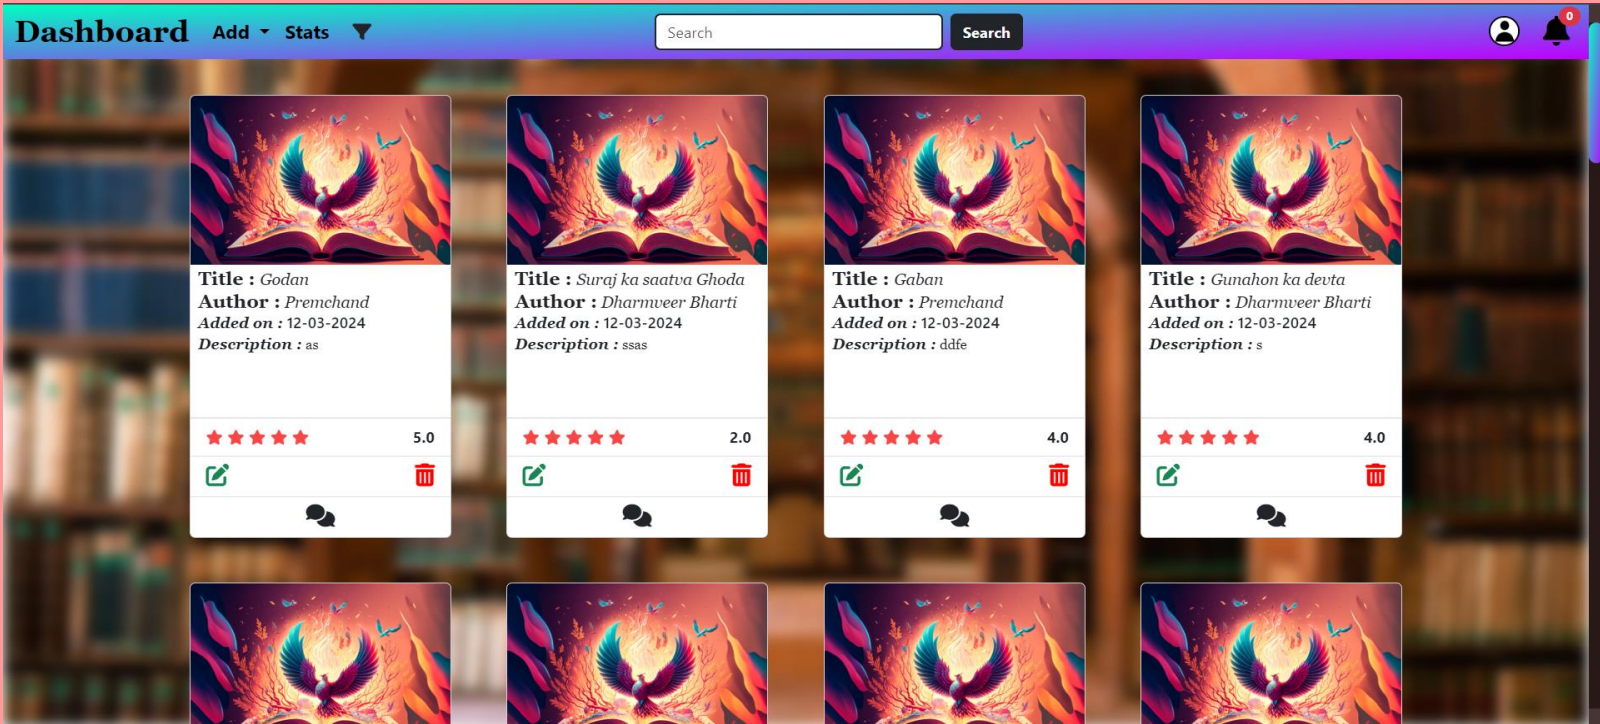 Dashboard Add Stats Search Search 0
Title : Godan
Author : Premchand
Added on : 12-03-2024
Description : as
5.0
Title : Suraj ka saatva Ghoda
Author : Dharmveer Bharti
Added on : 12-03-2024
Description : ssas
2.0
Title : Gaban
Author : Premchand
Added on : 12-03-2024
Description : ddfe
4.0
Title : Gunahon ka devta
Author : Dharmveer Bharti
Added on : 12-03-2024
Description : s
4.0